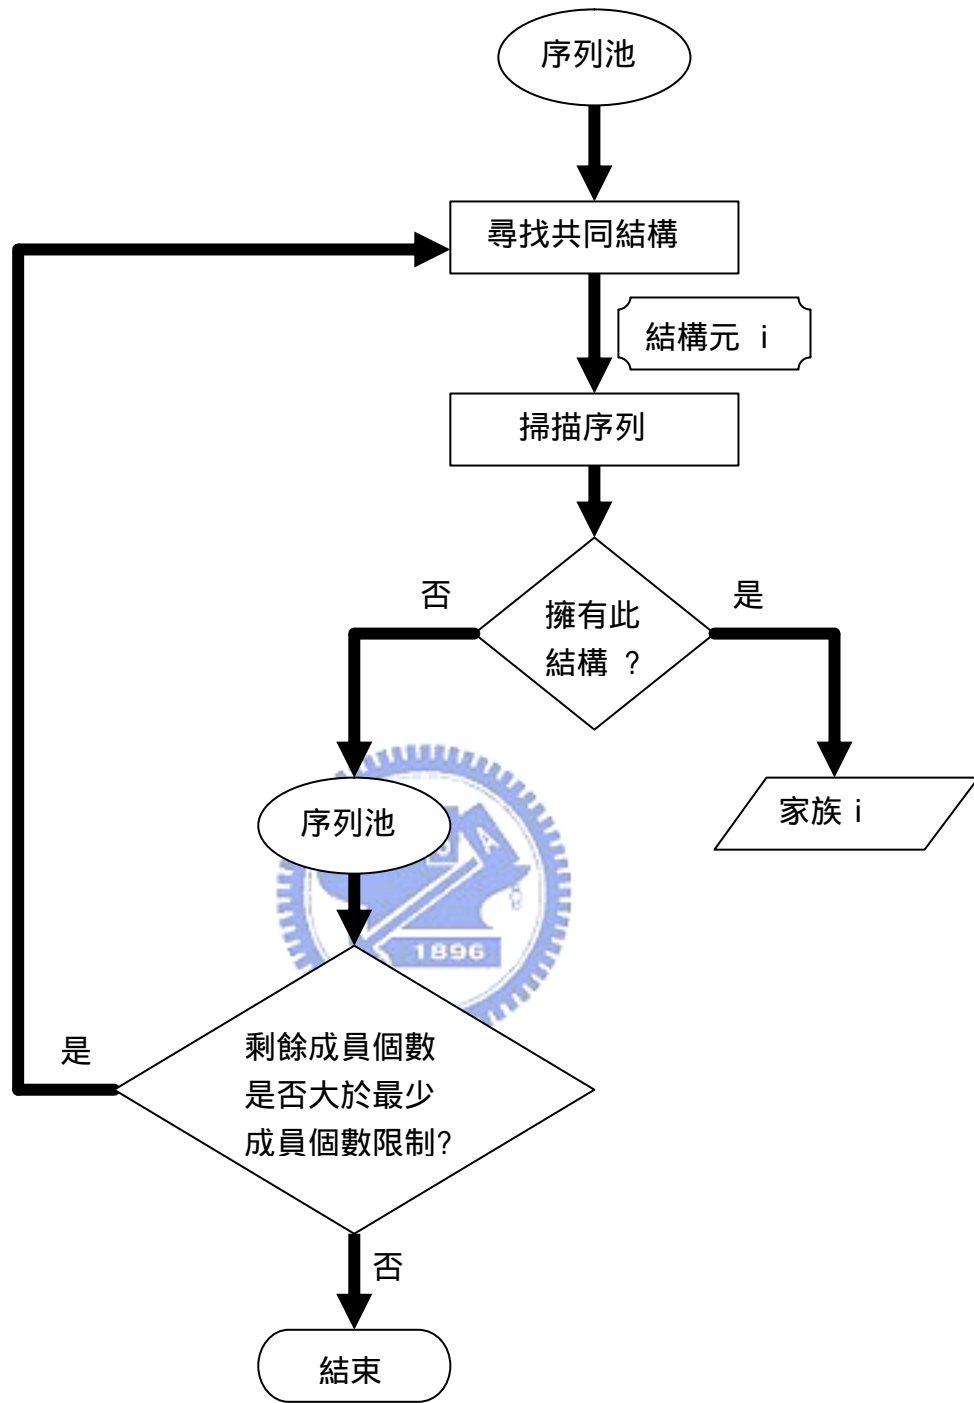 序列池
尋找共同結構
結構元 i
掃描序列
否
是
擁有此
結構 ?
序列池
家族 i
1896
是
剩餘成員個數
是否大於最少
成員個數限制?
否
結束